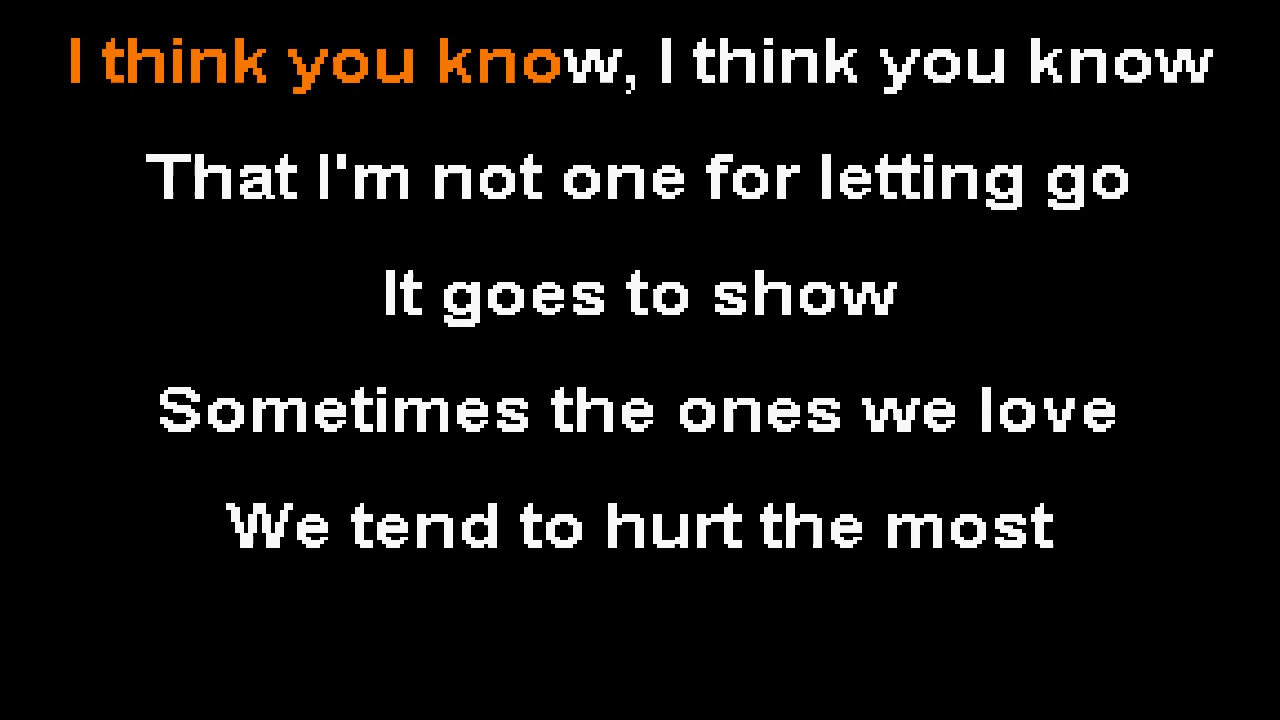 I think you know, I think you know
That I'm not one for letting go
It goes to show
Sometimes the ones we love
We tend to hurt the most